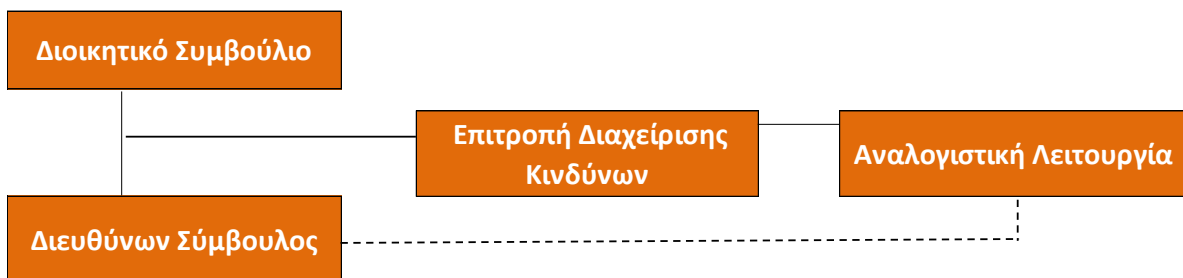 Διοικητικό Συμβούλιο
Επιτροπή Διαχείρισης
Κινδύνων
Αναλογιστική Λειτουργία
Διευθύνων Σύμβουλος